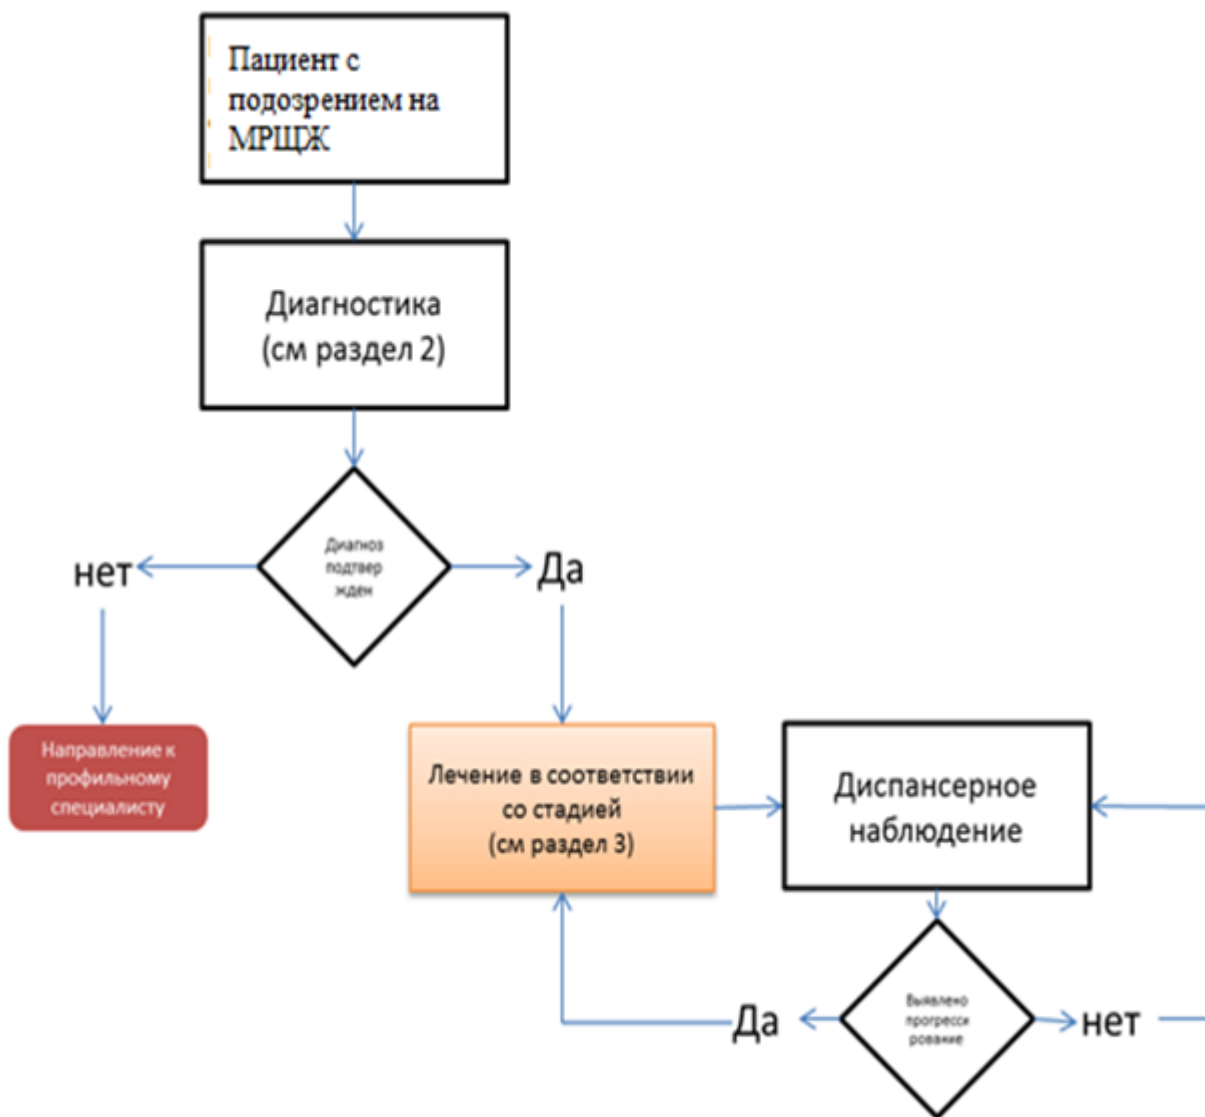 Пациент с
подозрением на
МРЩЖ
Диагностика
(см раздел 2)
Диагноз
подтвер
жден
нет
Да
Направление к
профильному
специалисту
Лечение в соответствии
со стадией
(см раздел 3)
Диспансерное
наблюдение
Выявлено
прогресси
рование
Да
нет